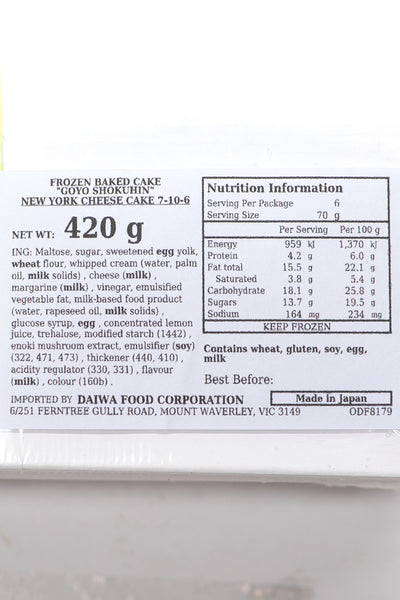 FROZEN BAKED CAKE
"GOYO SHOKUHIN"
NEW YORK CHEESE CAKE 7-10-6
NET WT: 420 g
ING: Maltose, sugar, sweetened egg yolk,
wheat flour, whipped cream (water, palm
oil, milk solids) , cheese (milk) ,
margarine (milk) , vinegar, emulsified
vegetable fat, milk-based food product
(water, rapeseed oil, milk solids) ,
glucose syrup, egg , concentrated lemon
juice, trehalose, modified starch (1442) ,
enoki mushroom extract, emulsifier (soy)
(322, 471, 473) , thickener (440, 410) ,
acidity regulator (330, 331) , flavour
(milk) , colour (160b) .
Nutrition Information
Serving Per Package 6
Serving Size 70 g
Per Serving Per 100 g
Energy 959 kJ 1,370 kJ
Protein 4.2 g 6.0 g
Fat total 15.5 g 22.1 g
Saturated 3.8 g 5.4 g
Carbohydrate 18.1 g 25.8 g
Sugars 13.7 g 19.5 g
Sodium 164 mg 234 mg
KEEP FROZEN
Contains wheat, gluten, soy, egg,
milk
Best Before:
IMPORTED BY DAIWA FOOD CORPORATION
Made in Japan
6/251 FERNTREE GULLY ROAD, MOUNT WAVERLEY, VIC 3149
ODF8179